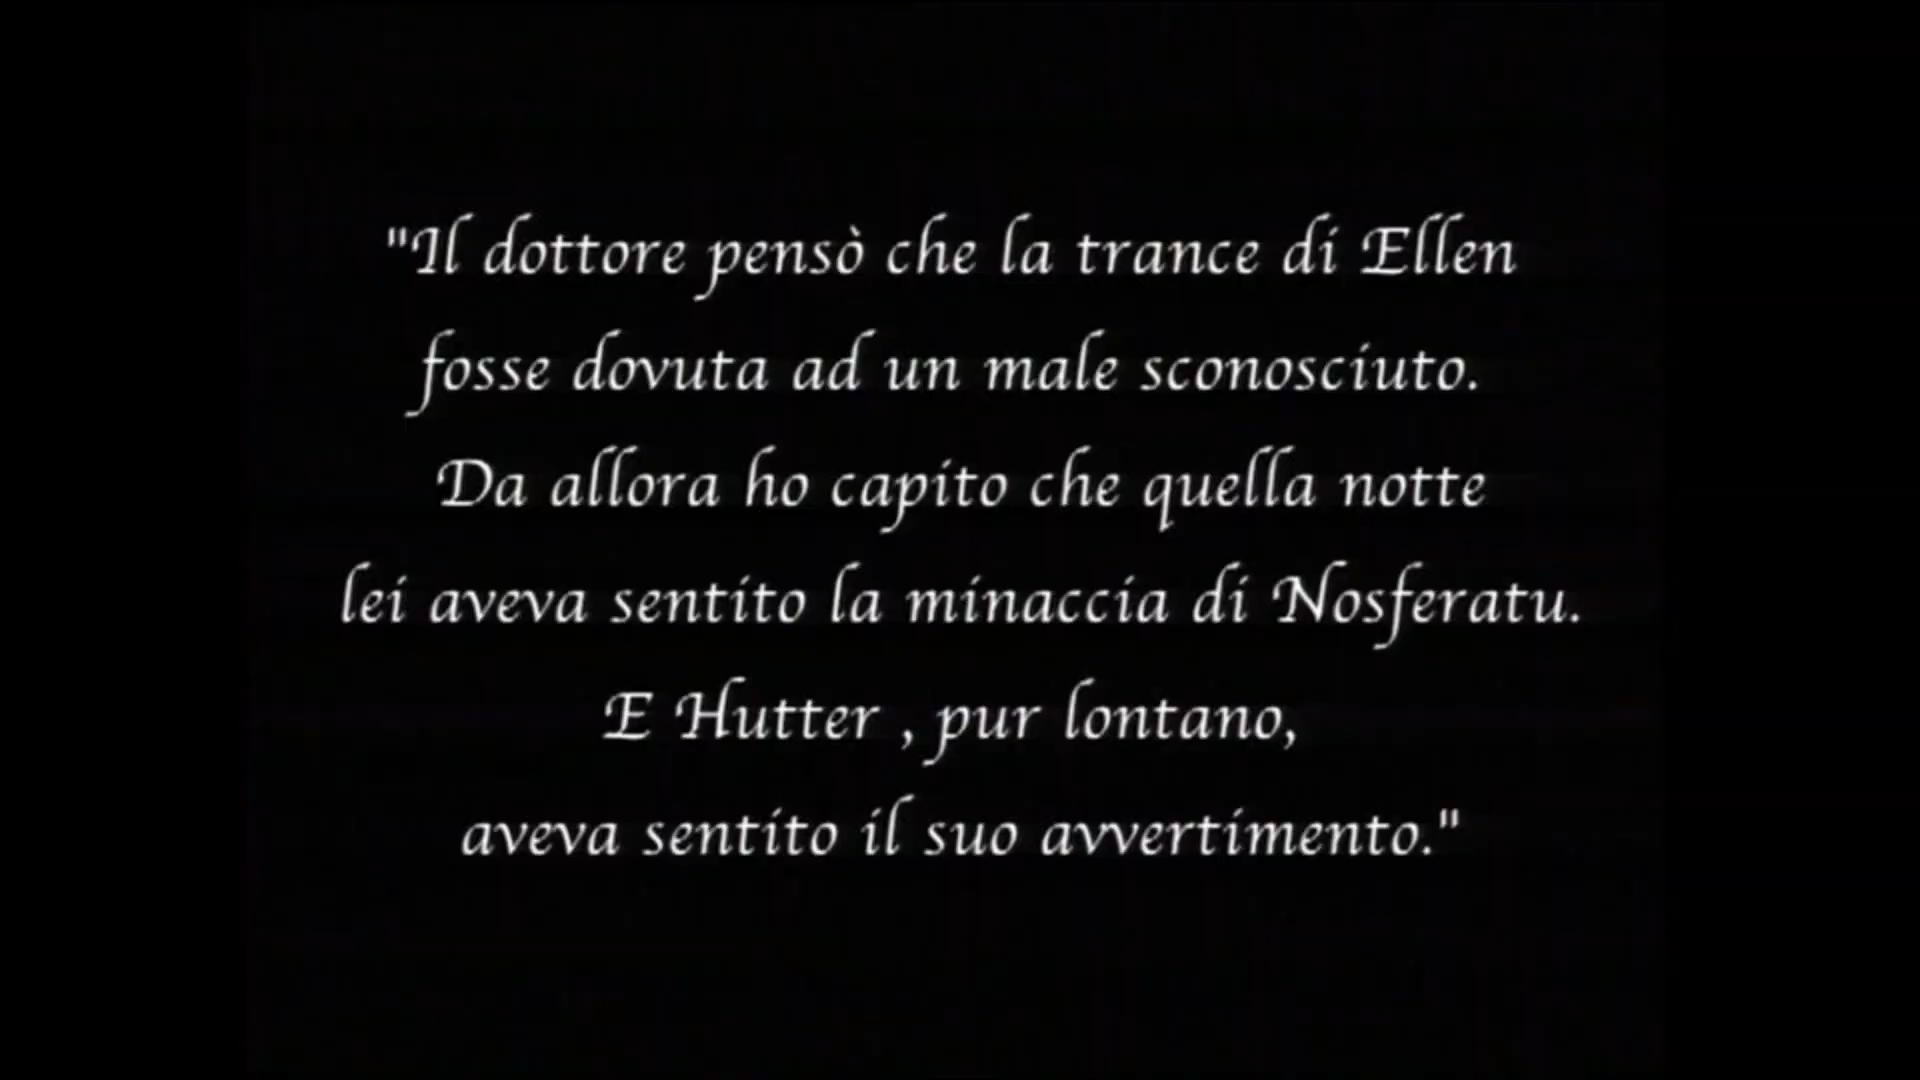 "Il dottore pensò che la trance di Ellen
fosse dovuta ad un male sconosciuto.
Da allora ho capito che quella notte
lei aveva sentito la minaccia di Nosferatu.
E Hutter , pur lontano,
aveva sentito il suo avvertimento."